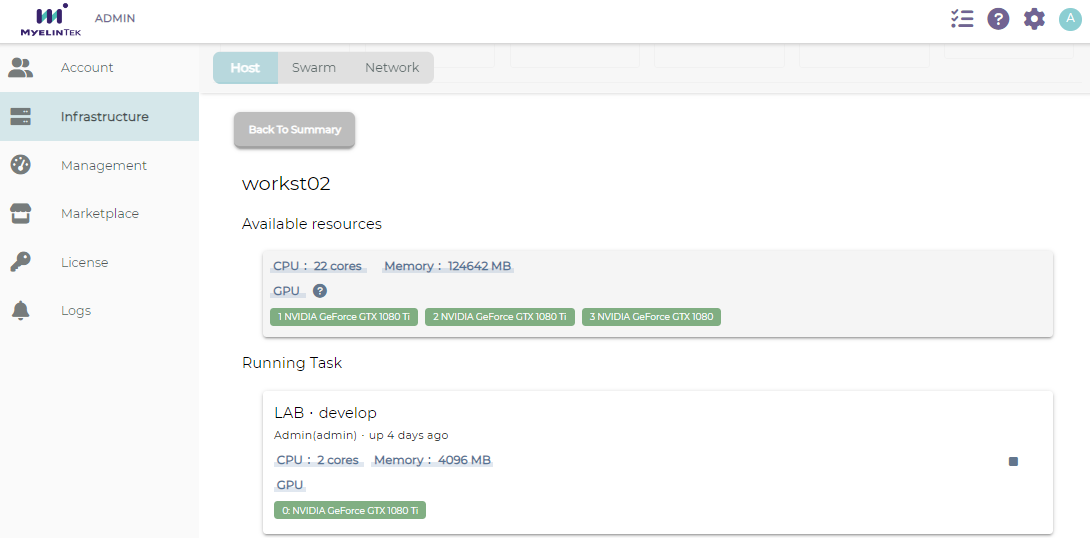 MYELINTEK ADMIN
A
Account
Infrastructure
Management
Marketplace
License
Logs
Host Swarm Network
Back To Summary
workst02
Available resources
CPU： 22 cores Memory： 124642 MB
GPU ?
1 NVIDIA GeForce GTX 1080 Ti 2 NVIDIA GeForce GTX 1080 Ti 3 NVIDIA GeForce GTX 1080
Running Task
LAB・develop
Admin(admin) · up 4 days ago
CPU： 2 cores Memory： 4096 MB
GPU
0: NVIDIA GeForce GTX 1080 Ti